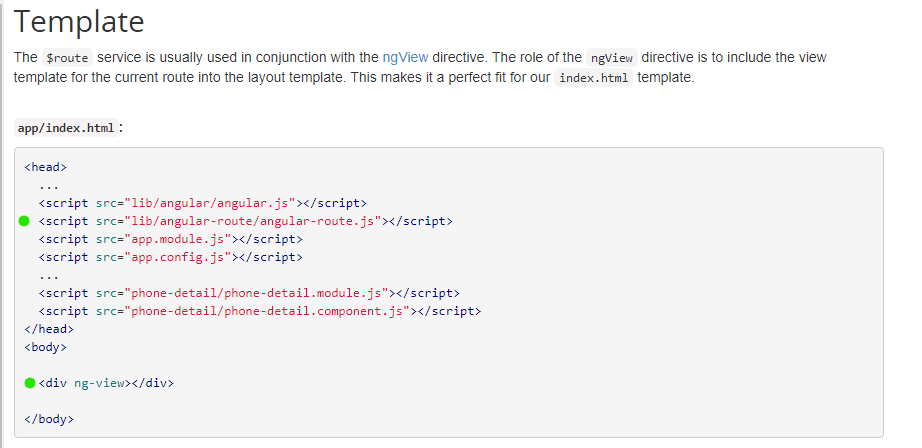 Template
The $route service is usually used in conjunction with the ngView directive. The role of the ngView directive is to include the view
template for the current route into the layout template. This makes it a perfect fit for our index.html template.
app/index.html :
<head>
  ...
  <script src="lib/angular/angular.js"></script>
  <script src="lib/angular-route/angular-route.js"></script>
  <script src="app.module.js"></script>
  <script src="app.config.js"></script>
  ...
  <script src="phone-detail/phone-detail.module.js"></script>
  <script src="phone-detail/phone-detail.component.js"></script>
</head>
<body>
  <div ng-view></div>
</body>